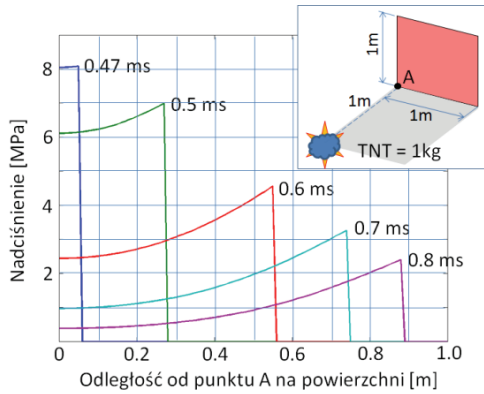 Nadciśnienie [MPa]
8
6
4
2
0.47 ms
0.5 ms
0.6 ms
0.7 ms
0.8 ms
1m
A
1m
1m
TNT = 1kg
0 0.2 0.4 0.6 0.8 1.0
Odległość od punktu A na powierzchni [m]